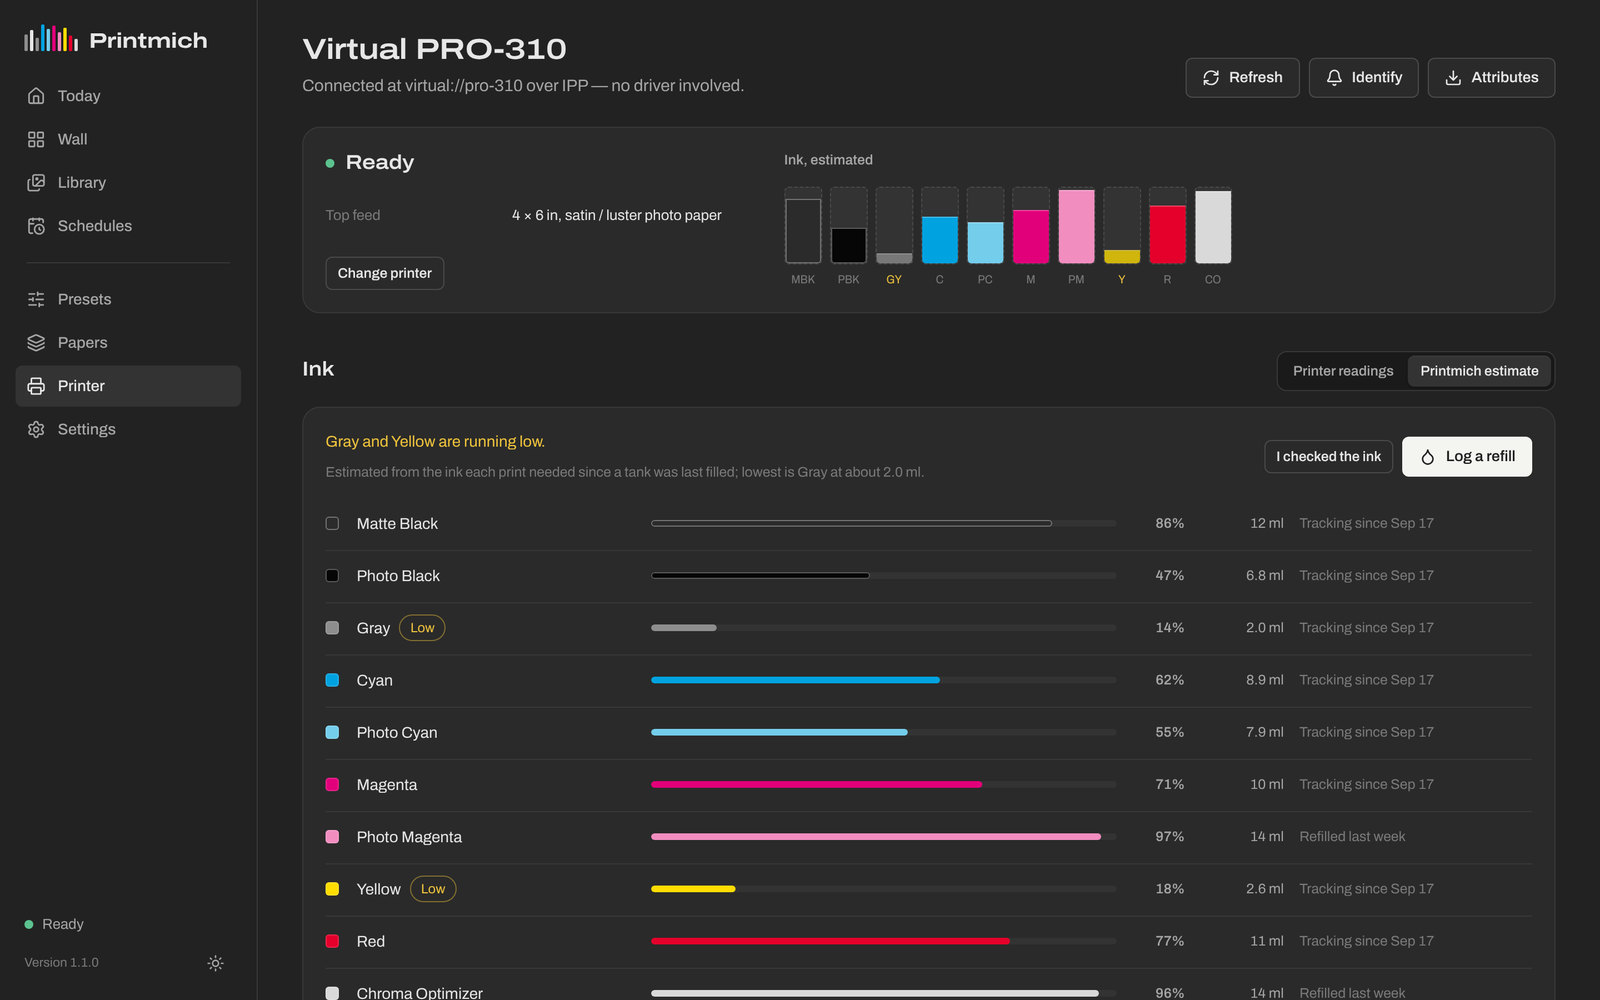 Printmich
Today
Wall
Library
Schedules
Presets
Papers
Printer
Settings
Ready
Version 1.1.0
Virtual PRO-310
Connected at virtual://pro-310 over IPP — no driver involved.
Refresh
Identify
Attributes
Ready
Top feed
4 × 6 in, satin / luster photo paper
Change printer
Ink, estimated
MBK PBK GY C PC M PM Y R CO
Ink
Printer readings
Printmich estimate
Gray and Yellow are running low.
Estimated from the ink each print needed since a tank was last filled; lowest is Gray at about 2.0 ml.
I checked the ink
Log a refill
Matte Black 86% 12 ml Tracking since Sep 17
Photo Black 47% 6.8 ml Tracking since Sep 17
Gray Low 14% 2.0 ml Tracking since Sep 17
Cyan 62% 8.9 ml Tracking since Sep 17
Photo Cyan 55% 7.9 ml Tracking since Sep 17
Magenta 71% 10 ml Tracking since Sep 17
Photo Magenta 97% 14 ml Refilled last week
Yellow Low 18% 2.6 ml Tracking since Sep 17
Red 77% 11 ml Tracking since Sep 17
Chroma Optimizer 96% 14 ml Refilled last week